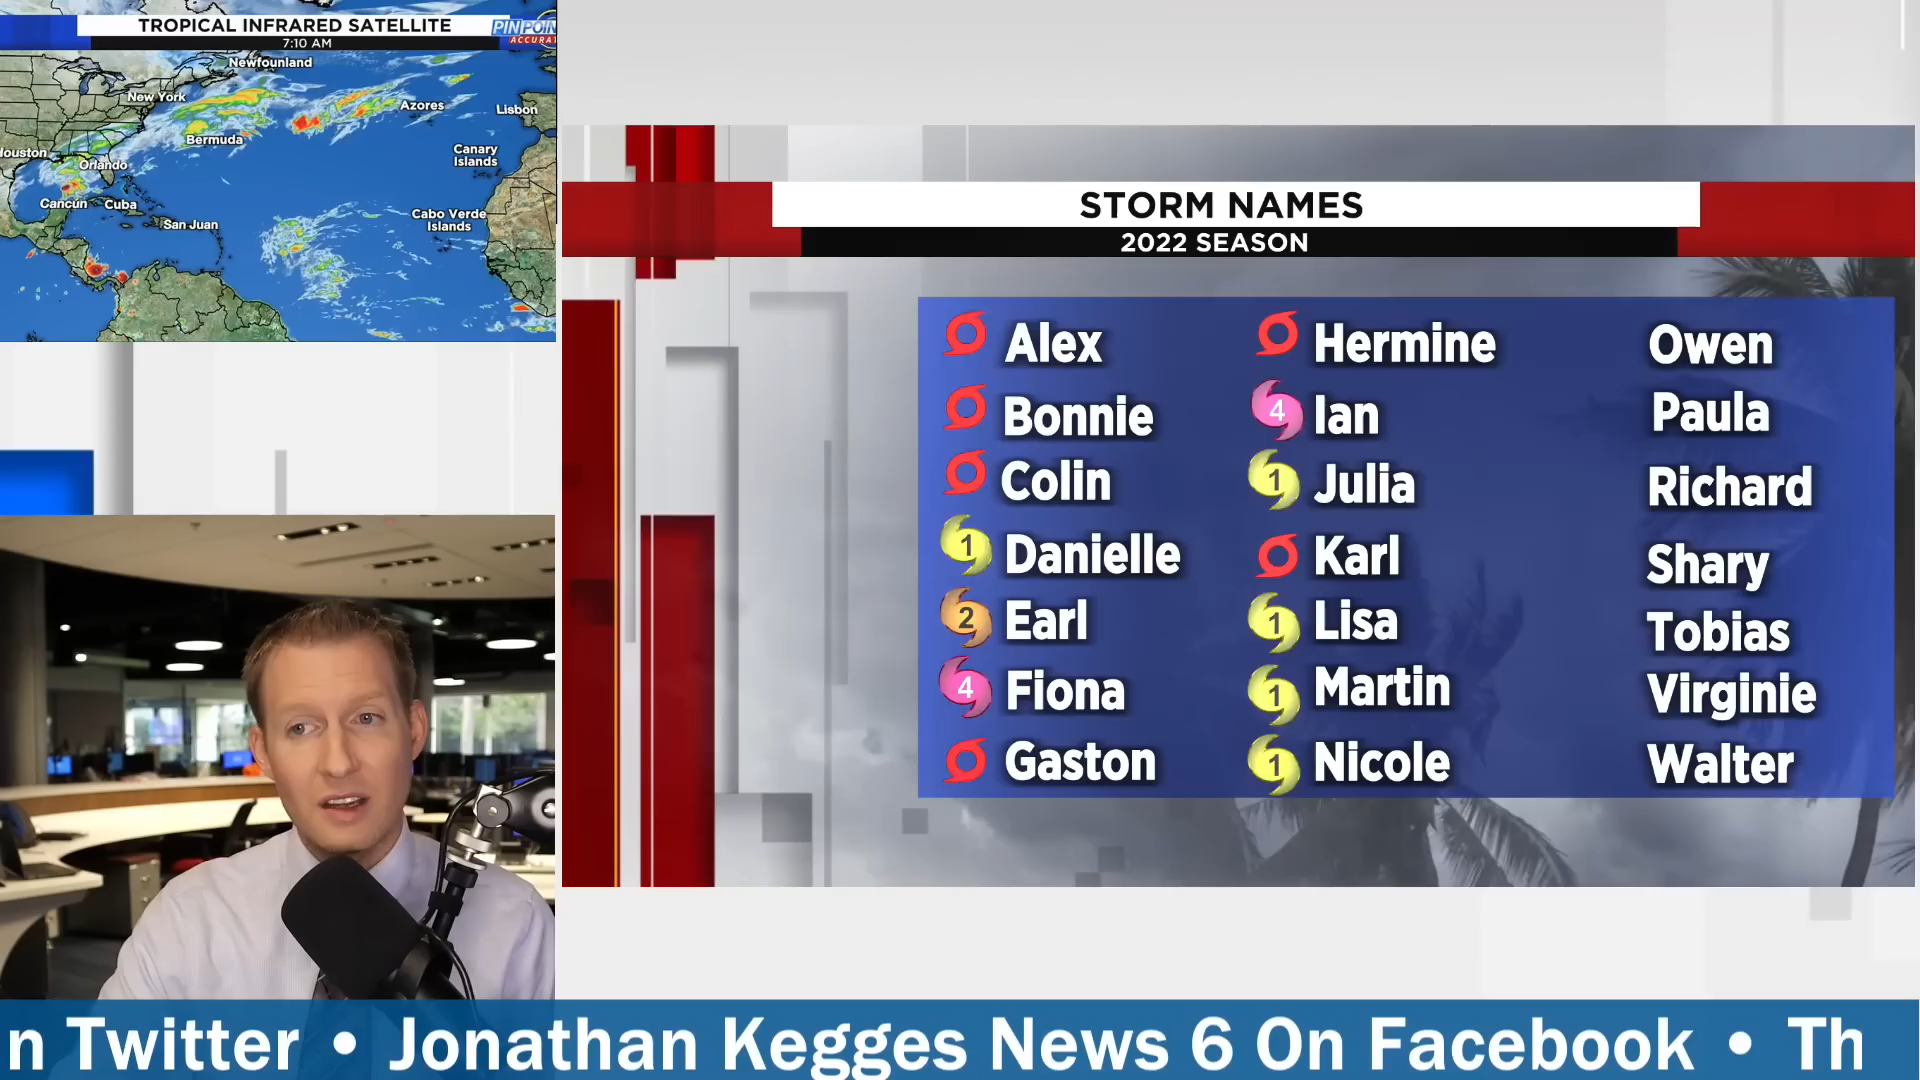 TROPICAL INFRARED SATELLITE
7:10 AM
Newfounland
New York
Azores
Lisbon
Bermuda
Orlando
Canary
Islands
Cancun
Cuba
San Juan
Cabo Verde
Islands
STORM NAMES
2022 SEASON
Alex
Bonnie
Colin
1 Danielle
2 Earl
4 Fiona
Gaston
Hermine
4 Ian
1 Julia
Karl
1 Lisa
1 Martin
1 Nicole
Owen
Paula
Richard
Shary
Tobias
Virginie
Walter
n Twitter • Jonathan Kegges News 6 On Facebook • Th